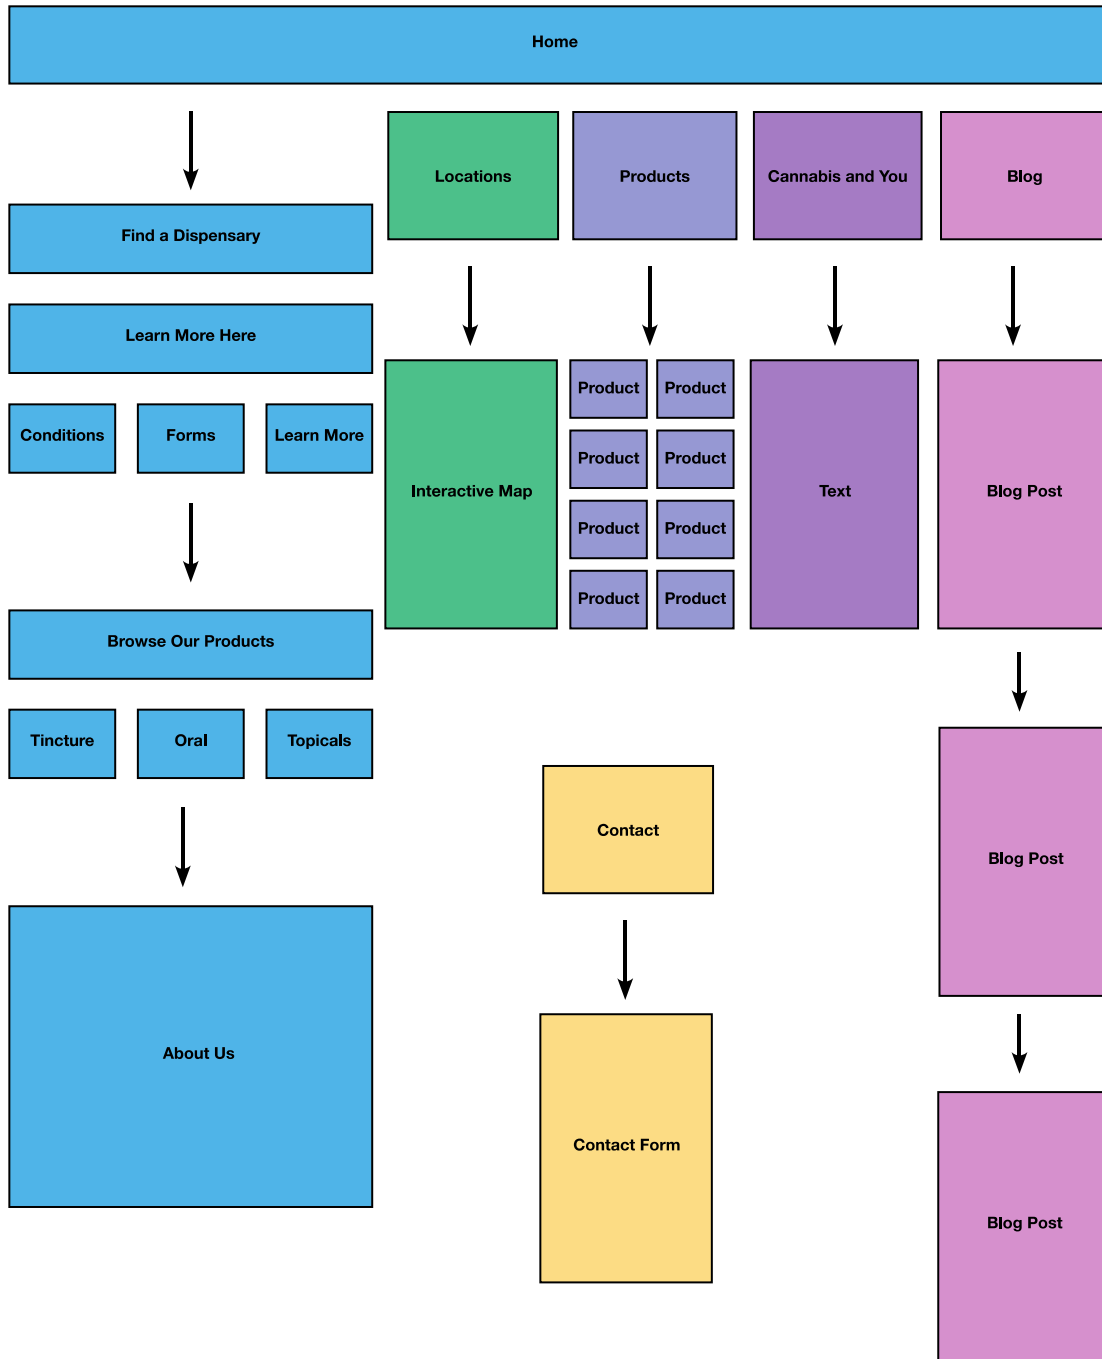 Home
Locations
Products
Cannabis and You
Blog
Find a Dispensary
Learn More Here
Conditions
Forms
Learn More
Browse Our Products
Tincture
Oral
Topicals
About Us
Interactive Map
Product
Product
Product
Product
Product
Product
Product
Product
Text
Blog Post
Blog Post
Blog Post
Contact
Contact Form